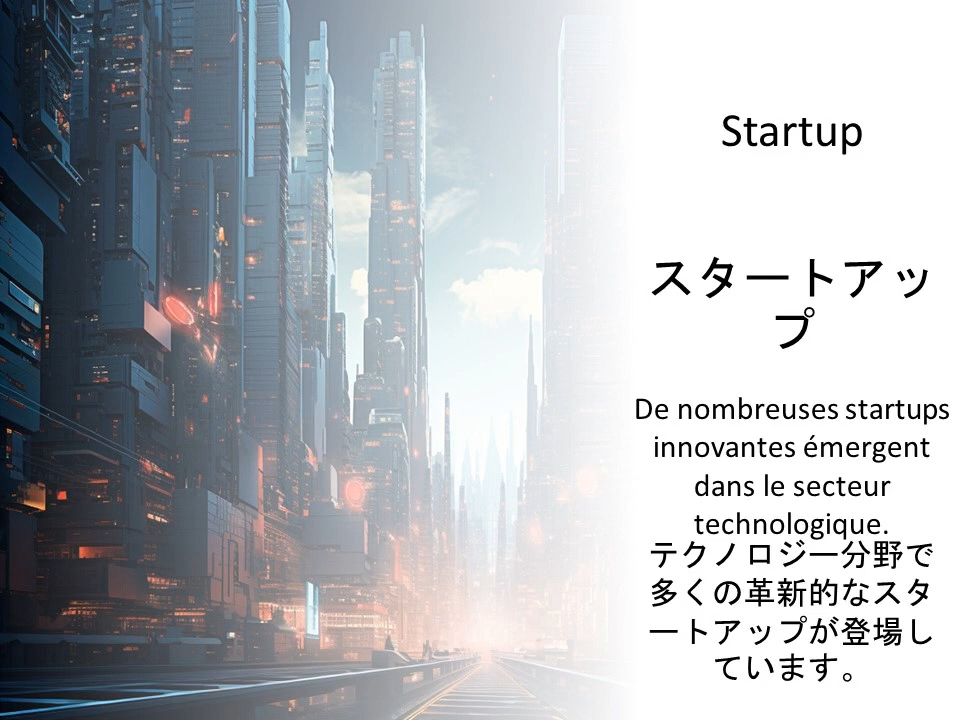 Startup
スタートアッ
プ
De nombreuses startups
innovantes émergent
dans le secteur
technologique.
テクノロジー分野で
多くの革新的なスタ
ートアップが登場し
ています。